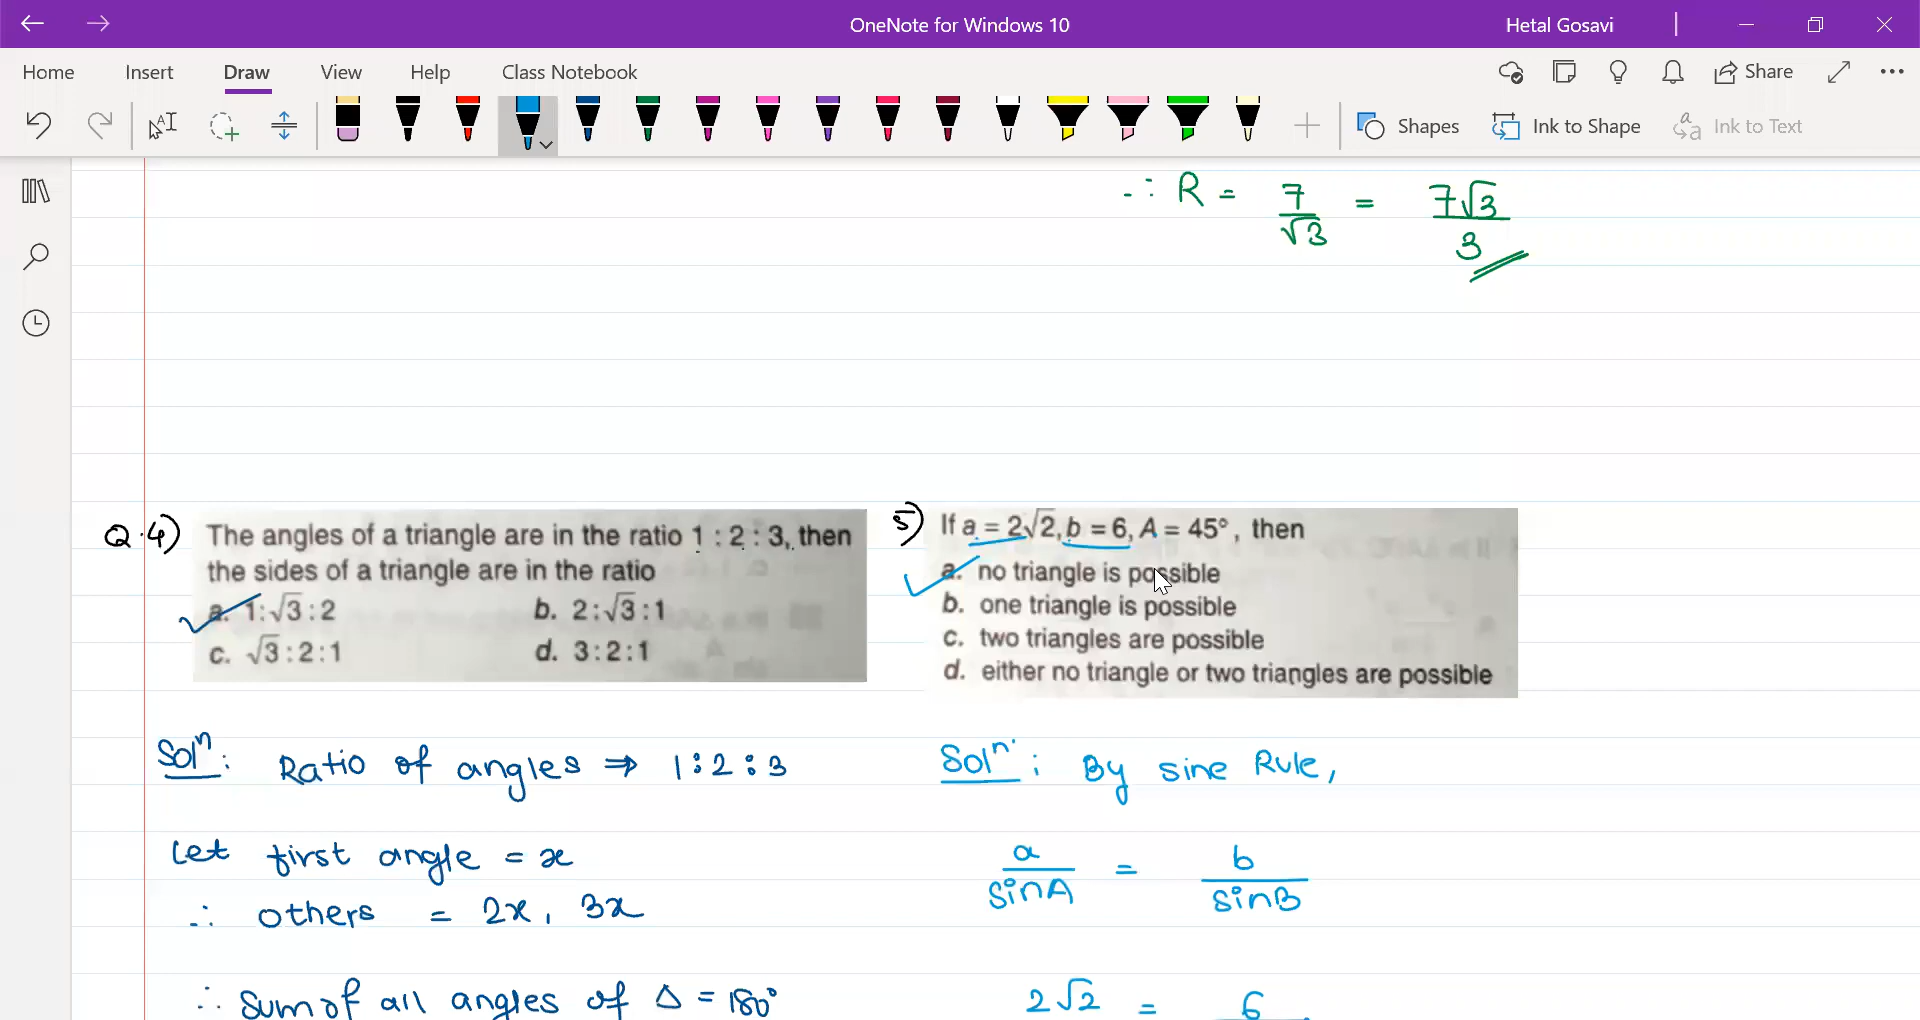 OneNote for Windows 10
Hetal Gosavi
Home Insert Draw View Help Class Notebook
Share
Shapes Ink to Shape Ink to Text
∴ R = 7/√3 = 7√3/3
Q.4) The angles of a triangle are in the ratio 1 : 2 : 3, then
the sides of a triangle are in the ratio
a. 1:√3:2 b. 2:√3:1
c. √3:2:1 d. 3:2:1
5) If a = 2√2, b = 6, A = 45°, then
a. no triangle is possible
b. one triangle is possible
c. two triangles are possible
d. either no triangle or two triangles are possible
Solⁿ: Ratio of angles ⇒ 1:2:3
Let first angle = x
∴ others = 2x, 3x
∴ Sum of all angles of Δ = 180°
Solⁿ: By sine Rule,
a/sinA = b/sinB
2√2 = 6